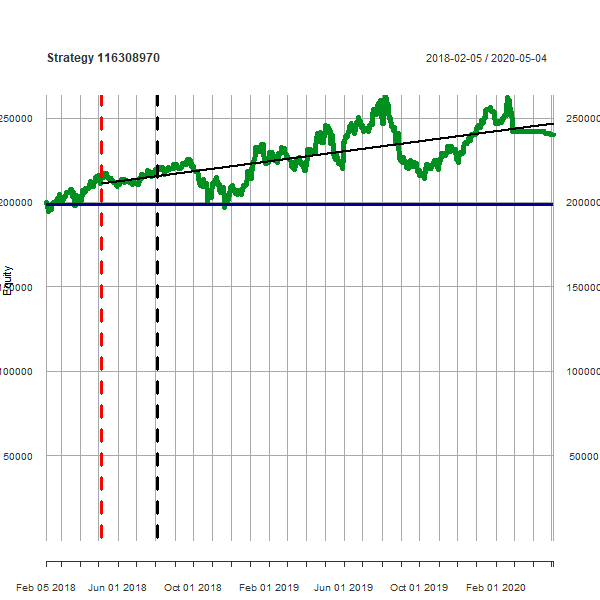 Strategy 116308970
2018-02-05 / 2020-05-04
250000
250000
200000
200000
Equity
150000
150000
100000
100000
50000
50000
Feb 05 2018
Jun 01 2018
Oct 01 2018
Feb 01 2019
Jun 01 2019
Oct 01 2019
Feb 01 2020